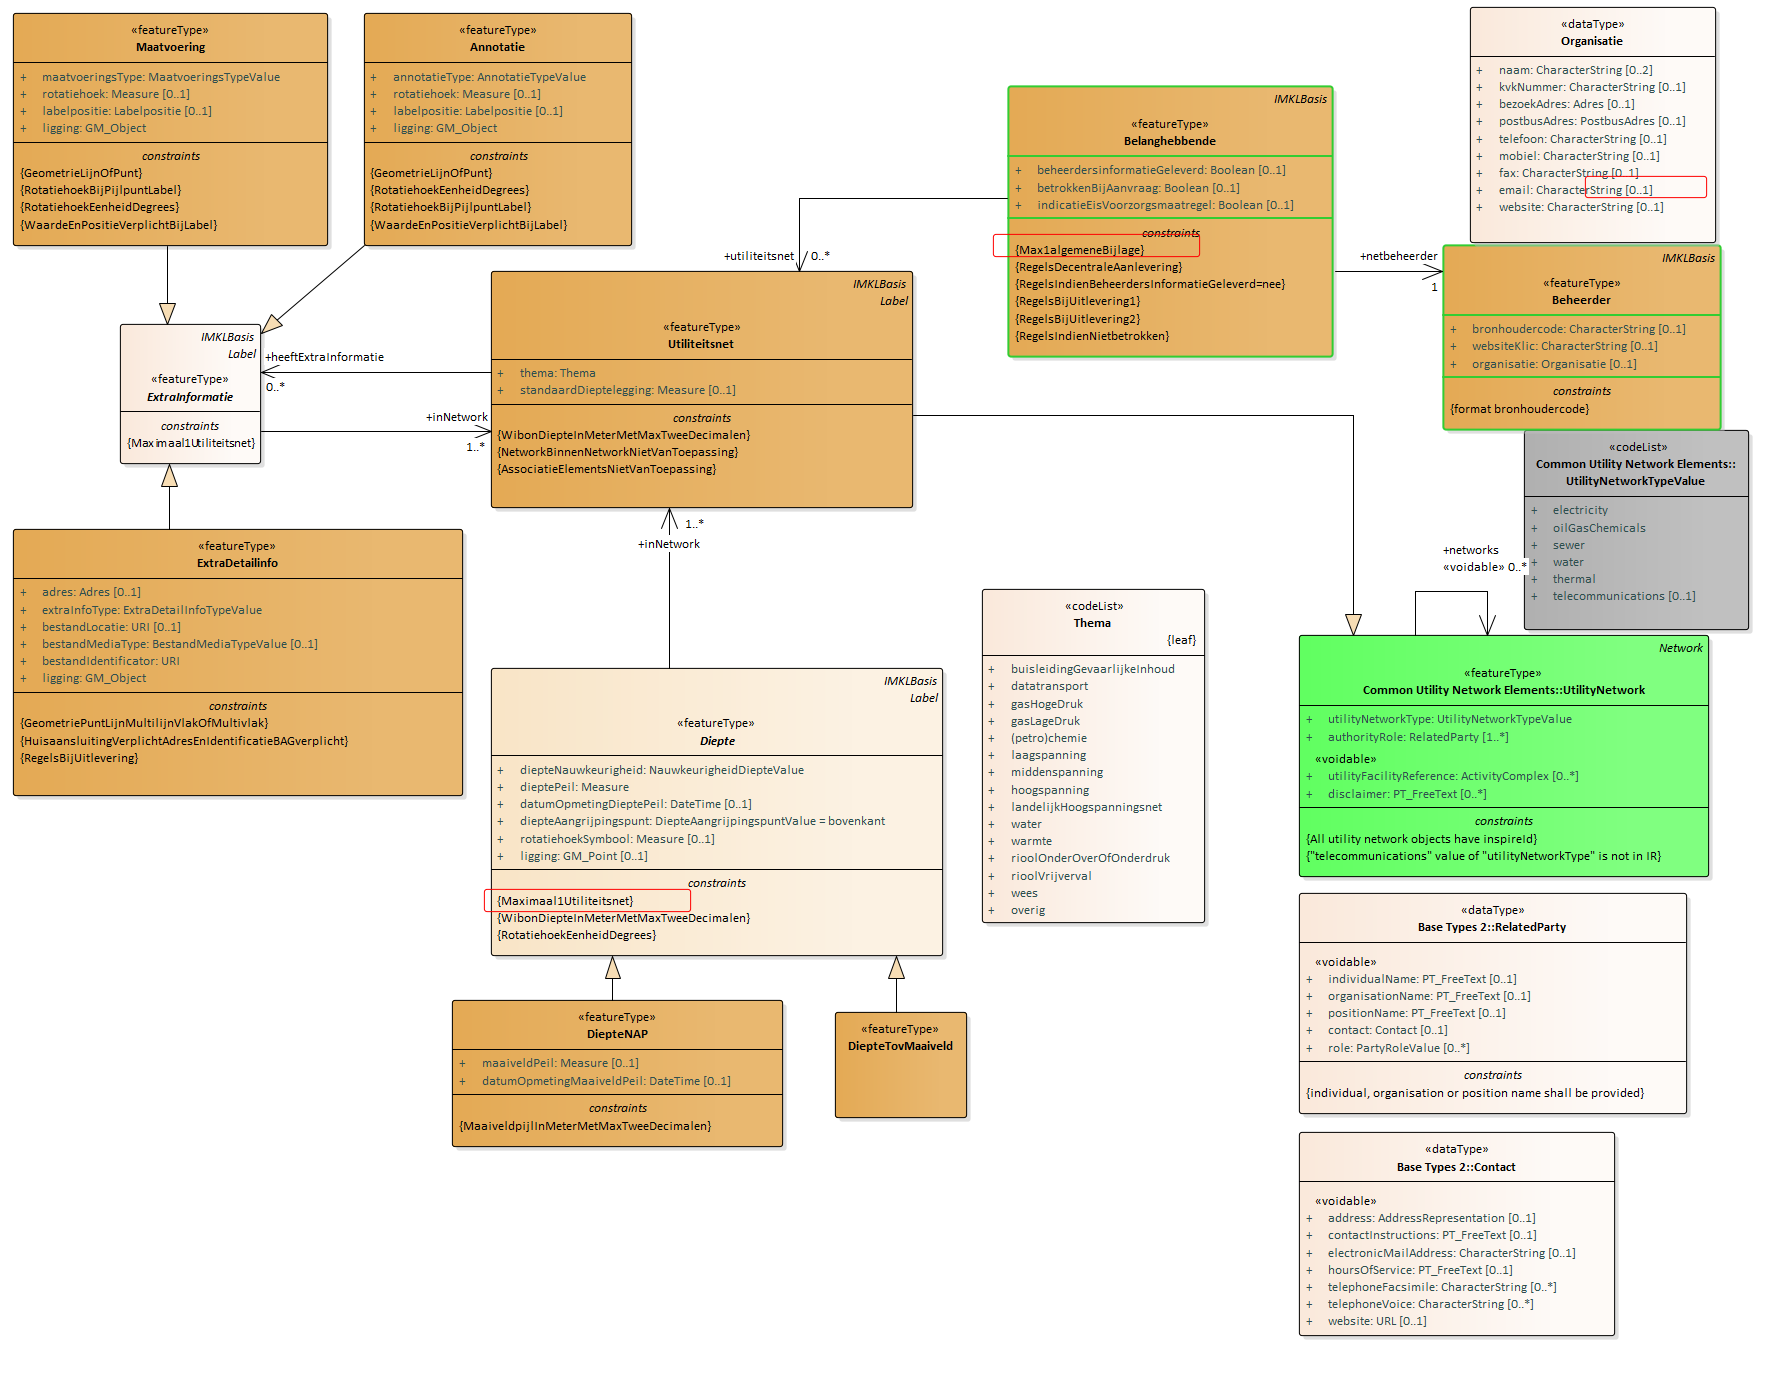 «featureType»
Maatvoering
+ maatvoeringsType: MaatvoeringsTypeValue
+ rotatiehoek: Measure [0..1]
+ labelpositie: Labelpositie [0..1]
+ ligging: GM_Object
constraints
{GeometrieLijnOfPunt}
{RotatiehoekBijPijlpuntLabel}
{RotatiehoekEenheidDegrees}
{WaardeEnPositieVerplichtBijLabel}
«featureType»
Annotatie
+ annotatieType: AnnotatieTypeValue
+ rotatiehoek: Measure [0..1]
+ labelpositie: Labelpositie [0..1]
+ ligging: GM_Object
constraints
{GeometrieLijnOfPunt}
{RotatiehoekEenheidDegrees}
{RotatiehoekBijPijlpuntLabel}
{WaardeEnPositieVerplichtBijLabel}
IMKLBasis
«featureType»
Belanghebbende
+ beheerdersinformatieGeleverd: Boolean [0..1]
+ betrokkenBijAanvraag: Boolean [0..1]
+ indicatieEisVoorzorgsmaatregel: Boolean [0..1]
constraints
{Max1algemeneBijlage}
{RegelsDecentraleAanlevering}
{RegelsIndienBeheerdersInformatieGeleverd=nee}
{RegelsBijUitlevering1}
{RegelsBijUitlevering2}
{RegelsIndienNietbetrokken}
«dataType»
Organisatie
+ naam: CharacterString [0..2]
+ kvkNummer: CharacterString [0..1]
+ bezoekAdres: Adres [0..1]
+ postbusAdres: PostbusAdres [0..1]
+ telefoon: CharacterString [0..1]
+ mobiel: CharacterString [0..1]
+ fax: CharacterString [0..1]
+ email: CharacterString [0..1]
+ website: CharacterString [0..1]
+netbeheerder
1
IMKLBasis
«featureType»
Beheerder
+ bronhoudercode: CharacterString [0..1]
+ websiteKlic: CharacterString [0..1]
+ organisatie: Organisatie [0..1]
constraints
{format bronhoudercode}
+utiliteitsnet 0..*
IMKLBasis
Label
«featureType»
Utiliteitsnet
+ thema: Thema
+ standaardDieptelegging: Measure [0..1]
constraints
{WibonDiepteInMeterMetMaxTweeDecimalen}
{NetworkBinnenNetworkNietVanToepassing}
{AssociatieElementsNietVanToepassing}
IMKLBasis
Label
«featureType»
ExtraInformatie
constraints
{Maximaal1Utiliteitsnet}
+heeftExtraInformatie
0..*
+inNetwork
1..*
«codeList»
Common Utility Network Elements::
UtilityNetworkTypeValue
+ electricity
+ oilGasChemicals
+ sewer
+ water
+ thermal
+ telecommunications [0..1]
+networks
«voidable» 0..*
«featureType»
ExtraDetailinfo
+ adres: Adres [0..1]
+ extraInfoType: ExtraDetailInfoTypeValue
+ bestandLocatie: URI [0..1]
+ bestandMediaType: BestandMediaTypeValue [0..1]
+ bestandIdentificator: URI
+ ligging: GM_Object
constraints
{GeometriePuntLijnMultilijnVlakOfMultivlak}
{HuisaansluitingVerplichtAdresEnIdentificatieBAGverplicht}
{RegelsBijUitlevering}
1..*
+inNetwork
IMKLBasis
Label
«featureType»
Diepte
+ diepteNauwkeurigheid: NauwkeurigheidDiepteValue
+ dieptePeil: Measure
+ datumOpmetingDieptePeil: DateTime [0..1]
+ diepteAangrijpingspunt: DiepteAangrijpingspuntValue = bovenkant
+ rotatiehoekSymbool: Measure [0..1]
+ ligging: GM_Point [0..1]
constraints
{Maximaal1Utiliteitsnet}
{WibonDiepteInMeterMetMaxTweeDecimalen}
{RotatiehoekEenheidDegrees}
«codeList»
Thema
{leaf}
+ buisleidingGevaarlijkeInhoud
+ datatransport
+ gasHogeDruk
+ gasLageDruk
+ (petro)chemie
+ laagspanning
+ middenspanning
+ hoogspanning
+ landelijkHoogspanningsnet
+ water
+ warmte
+ rioolOnderOverOfOnderdruk
+ rioolVrijverval
+ wees
+ overig
Network
«featureType»
Common Utility Network Elements::UtilityNetwork
+ utilityNetworkType: UtilityNetworkTypeValue
+ authorityRole: RelatedParty [1..*]
«voidable»
+ utilityFacilityReference: ActivityComplex [0..*]
+ disclaimer: PT_FreeText [0..*]
constraints
{All utility network objects have inspireId}
{"telecommunications" value of "utilityNetworkType" is not in IR}
«dataType»
Base Types 2::RelatedParty
«voidable»
+ individualName: PT_FreeText [0..1]
+ organisationName: PT_FreeText [0..1]
+ positionName: PT_FreeText [0..1]
+ contact: Contact [0..1]
+ role: PartyRoleValue [0..*]
constraints
{individual, organisation or position name shall be provided}
«featureType»
DiepteNAP
+ maaiveldPeil: Measure [0..1]
+ datumOpmetingMaaiveldPeil: DateTime [0..1]
constraints
{MaaiveldpijlInMeterMetMaxTweeDecimalen}
«featureType»
DiepteTovMaaiveld
«dataType»
Base Types 2::Contact
«voidable»
+ address: AddressRepresentation [0..1]
+ contactInstructions: PT_FreeText [0..1]
+ electronicMailAddress: CharacterString [0..1]
+ hoursOfService: PT_FreeText [0..1]
+ telephoneFacsimile: CharacterString [0..*]
+ telephoneVoice: CharacterString [0..*]
+ website: URL [0..1]